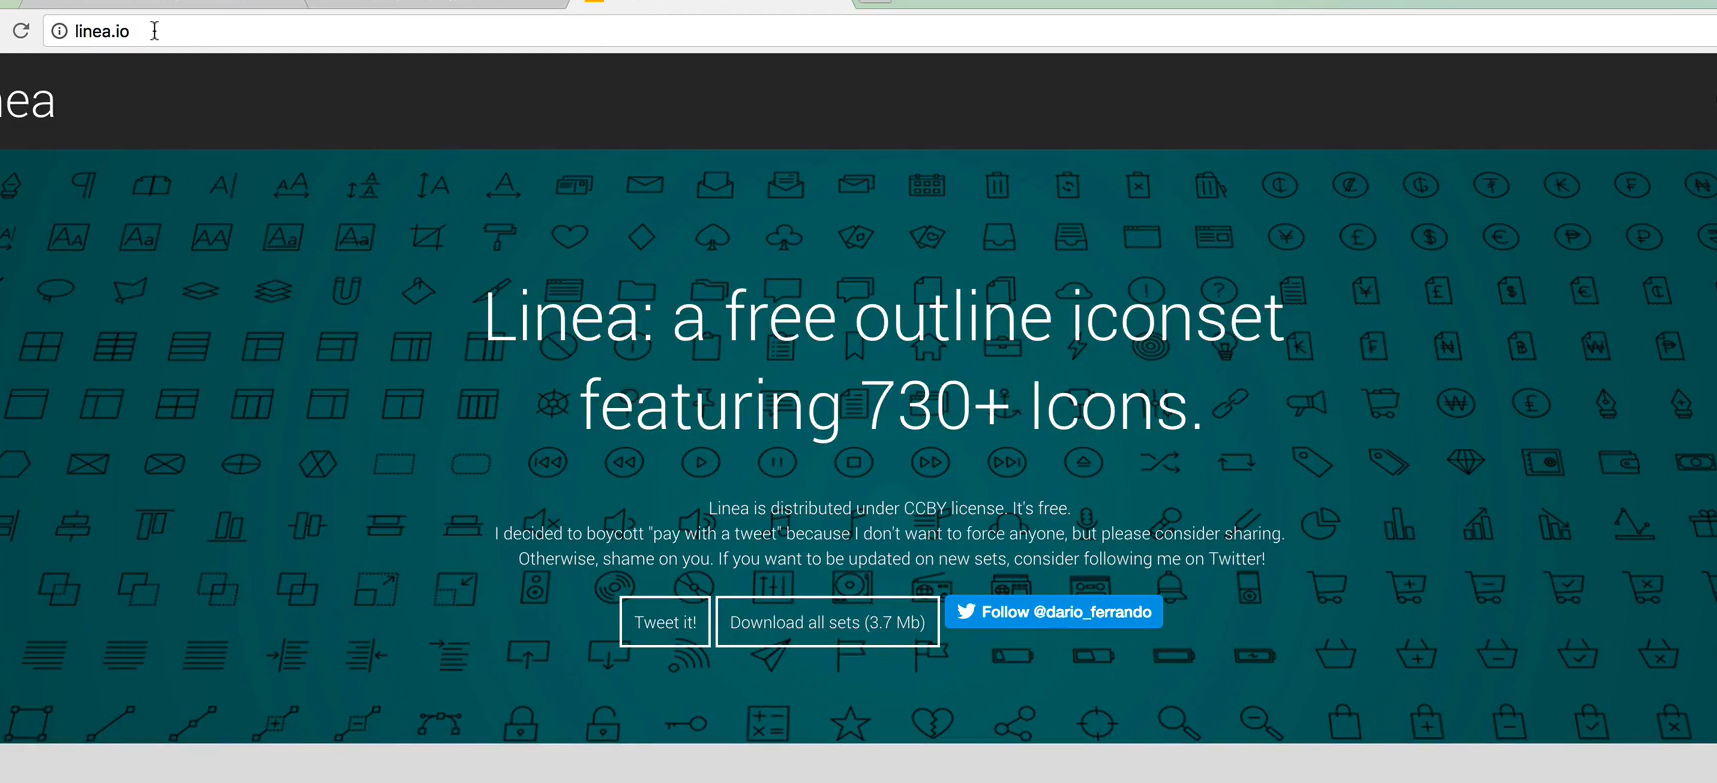 linea.io
nea
Linea: a free outline iconset
featuring 730+ Icons.
Linea is distributed under CCBY license. It's free.
I decided to boycott "pay with a tweet" because I don't want to force anyone, but please consider sharing.
Otherwise, shame on you. If you want to be updated on new sets, consider following me on Twitter!
Tweet it!
Download all sets (3.7 Mb)
Follow @dario_ferrando